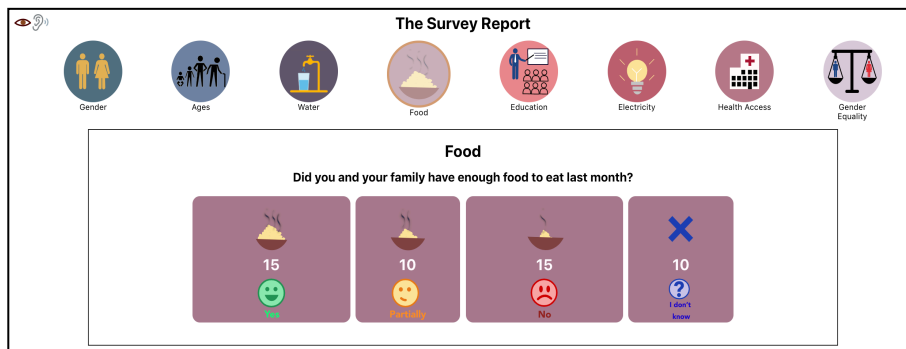 The Survey Report
Gender
Ages
Water
Food
Education
Electricity
Health Access
Gender
Equality
Food
Did you and your family have enough food to eat last month?
15
10
15
10
?
Yes
Partially
No
I don't
know